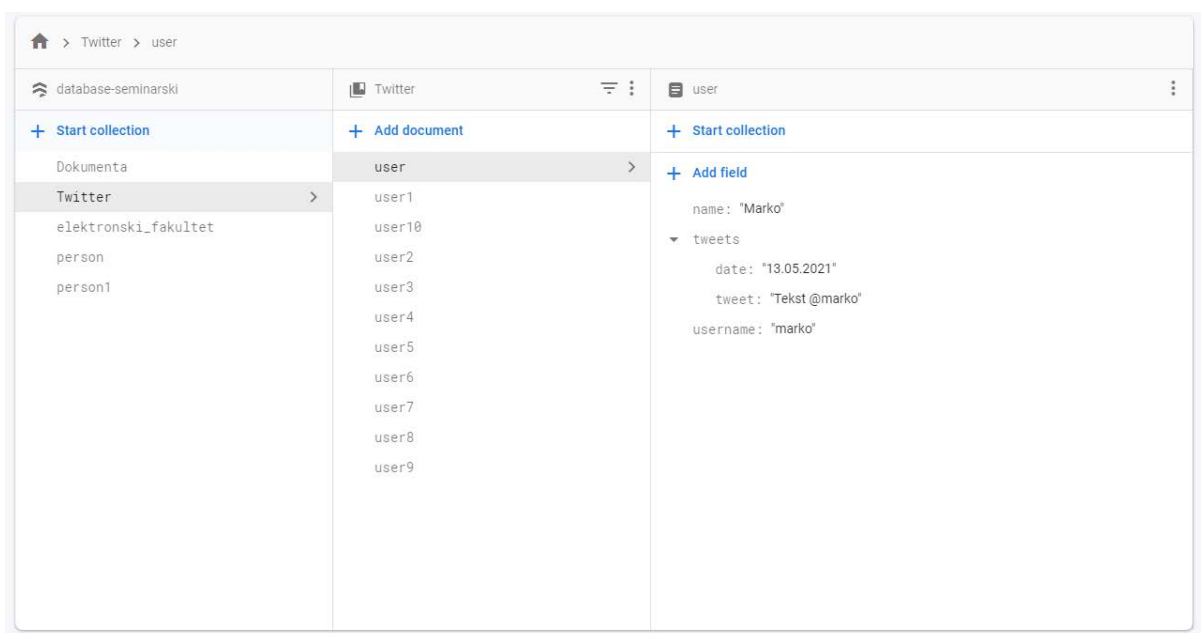 > Twitter > user
database-seminarski
+ Start collection
Dokumenta
Twitter >
elektronski_fakultet
person
person1
Twitter
+ Add document
user >
user1
user10
user2
user3
user4
user5
user6
user7
user8
user9
user
+ Start collection
+ Add field
name: "Marko"
tweets
date: "13.05.2021"
tweet: "Tekst @marko"
username: "marko"